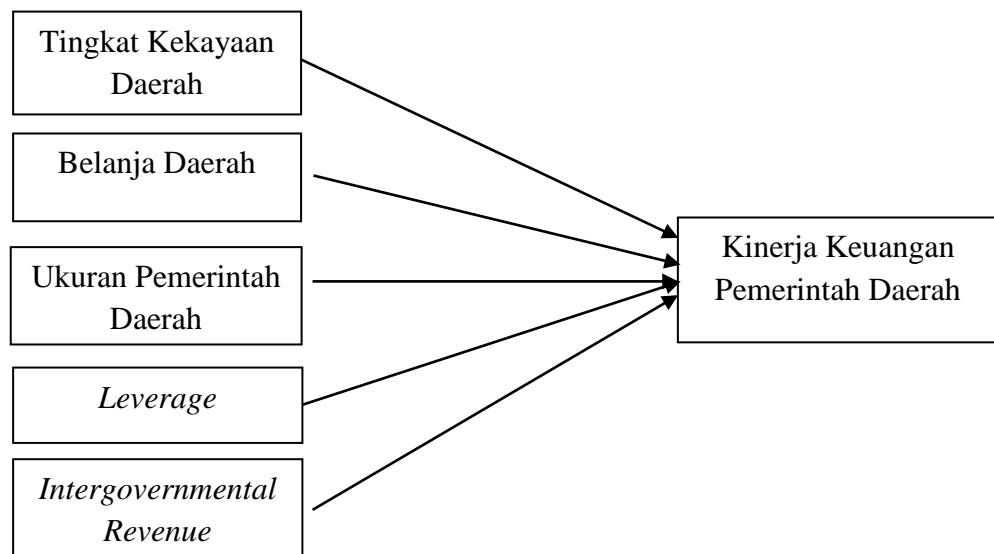 Tingkat Kekayaan
Daerah
Belanja Daerah
Ukuran Pemerintah
Daerah
Leverage
Intergovernmental
Revenue
Kinerja Keuangan
Pemerintah Daerah